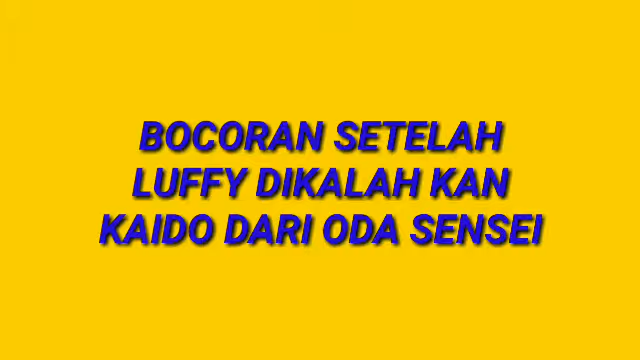 BOCORAN SETELAH
LUFFY DIKALAH KAN
KAIDO DARI ODA SENSEI